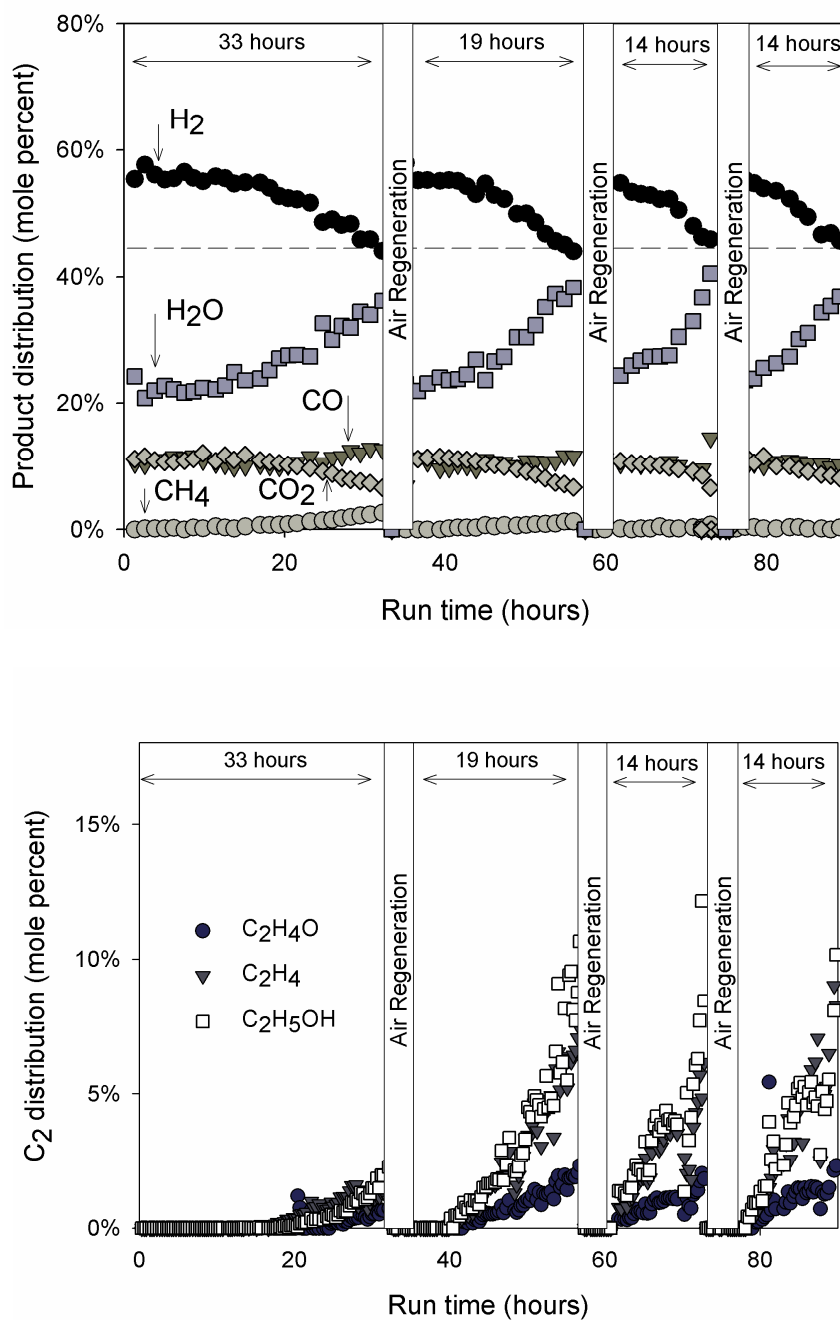 80%
60%
40%
20%
0%
Product distribution (mole percent)
33 hours
19 hours
14 hours
14 hours
H2
H2O
CO
CH4
CO2
Air Regeneration
Air Regeneration
Air Regeneration
0 20 40 60 80
Run time (hours)
15%
10%
5%
0%
C2 distribution (mole percent)
33 hours
19 hours
14 hours
14 hours
C2H4O
C2H4
C2H5OH
Air Regeneration
Air Regeneration
Air Regeneration
0 20 40 60 80
Run time (hours)